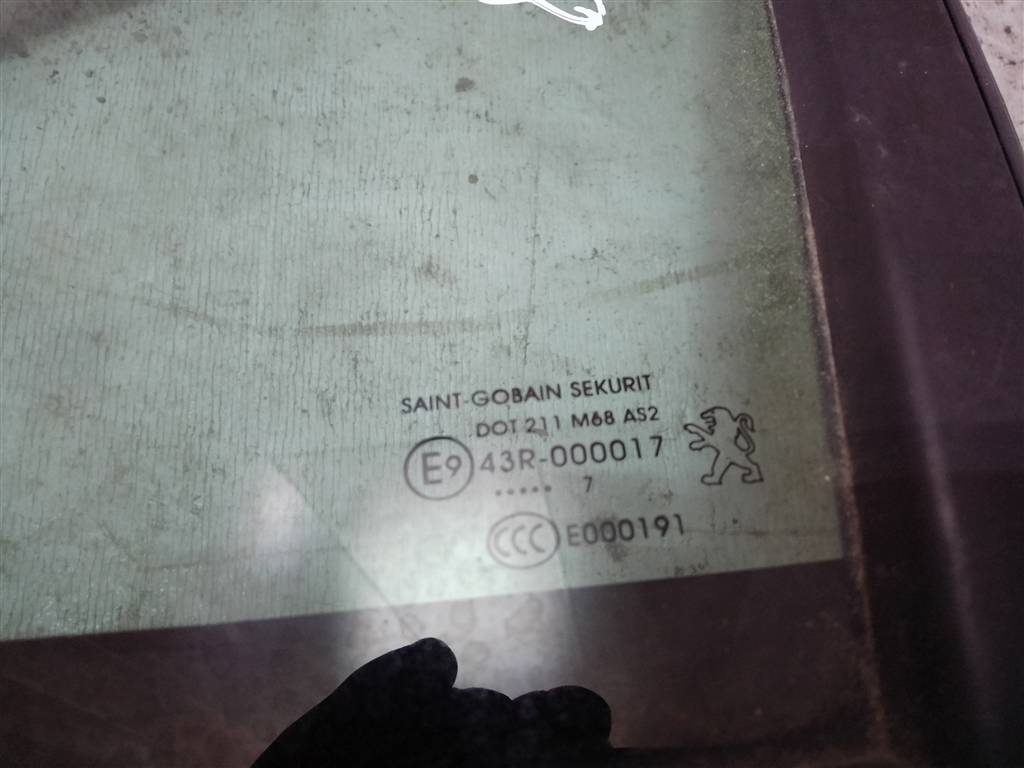 SAINT-GOBAIN SEKURIT
DOT 211 M68 AS2
E9 43R-000017
..... 7
CCC E000191